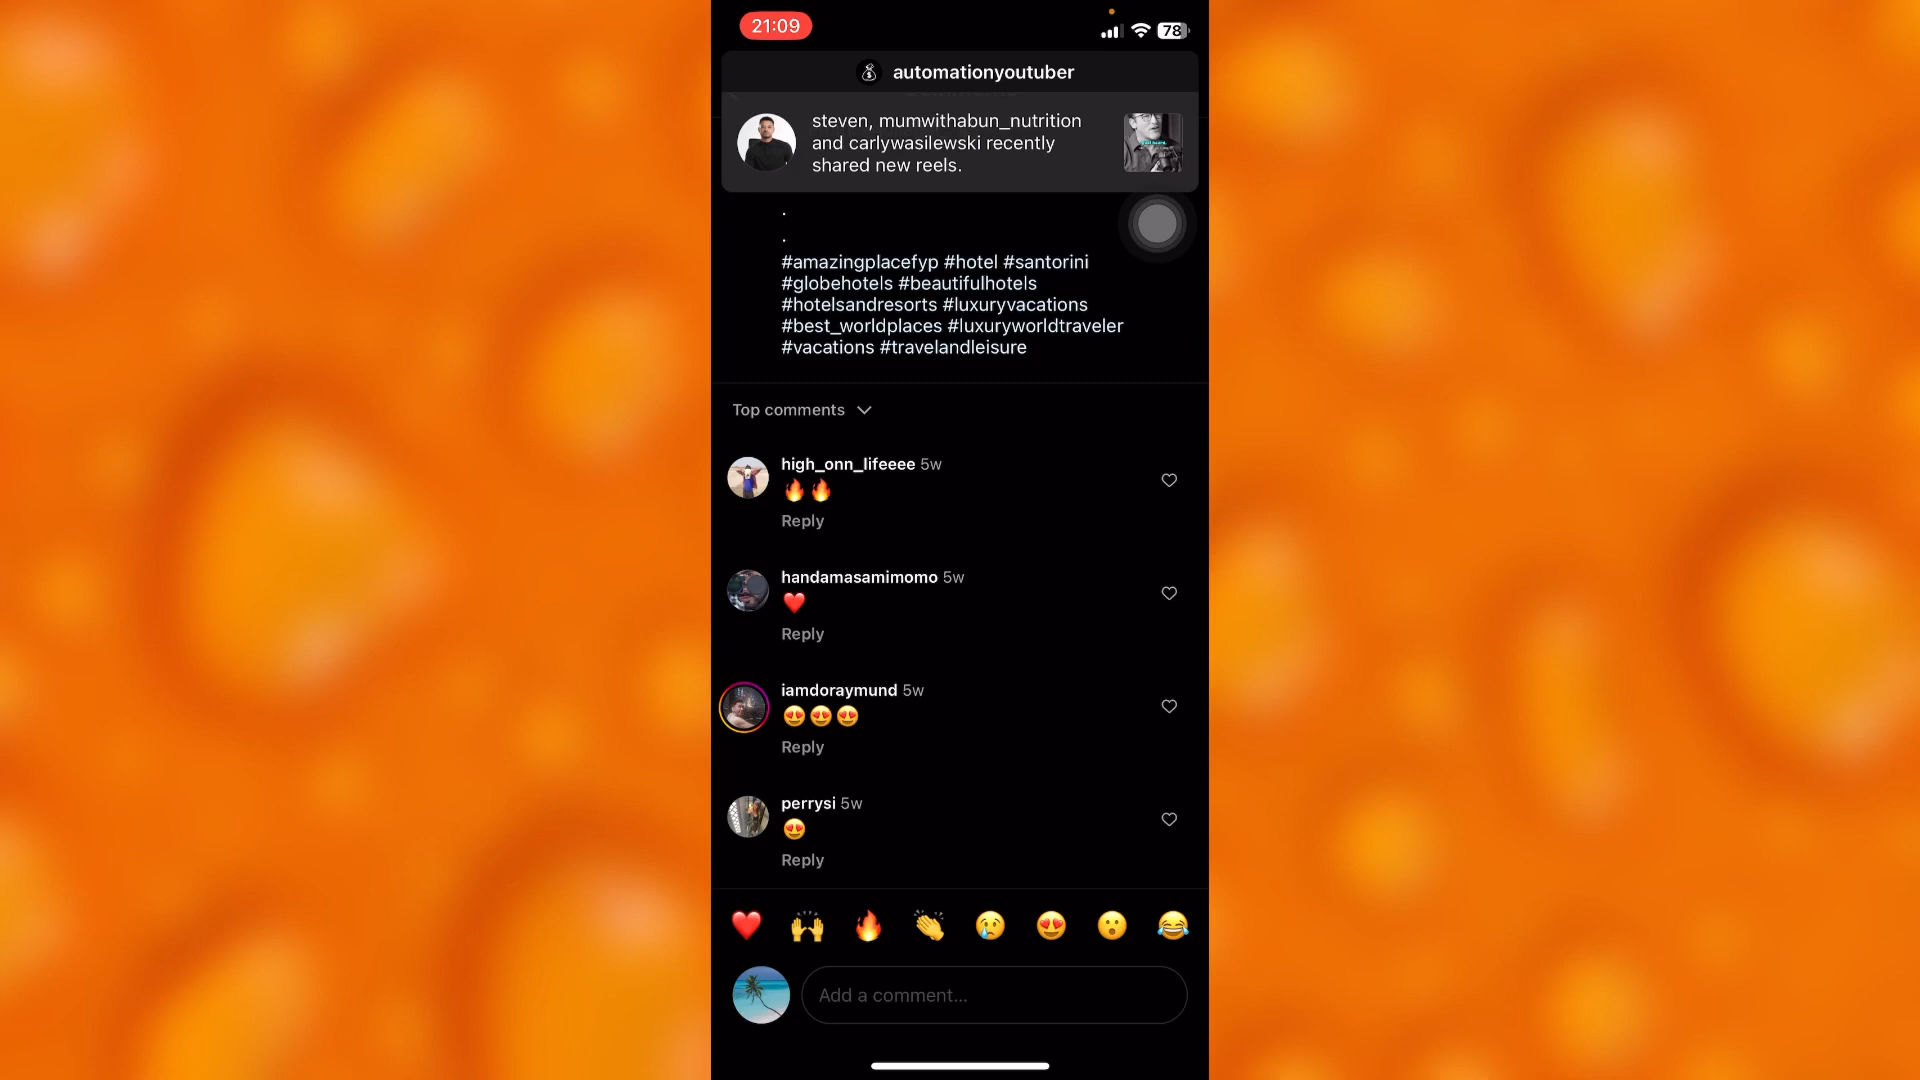 21:09
78
automationyoutuber
steven, mumwithabun_nutrition
and carlywasilewski recently
shared new reels.
.
.
#amazingplacefyp #hotel #santorini
#globehotels #beautifulhotels
#hotelsandresorts #luxuryvacations
#best_worldplaces #luxuryworldtraveler
#vacations #travelandleisure
Top comments
high_onn_lifeeee 5w
🔥🔥
Reply
handamasamimomo 5w
❤️
Reply
iamdoraymund 5w
😍😍😍
Reply
perrysi 5w
😍
Reply
❤️ 🙌 🔥 👏 😢 😍 😮 😂
Add a comment...